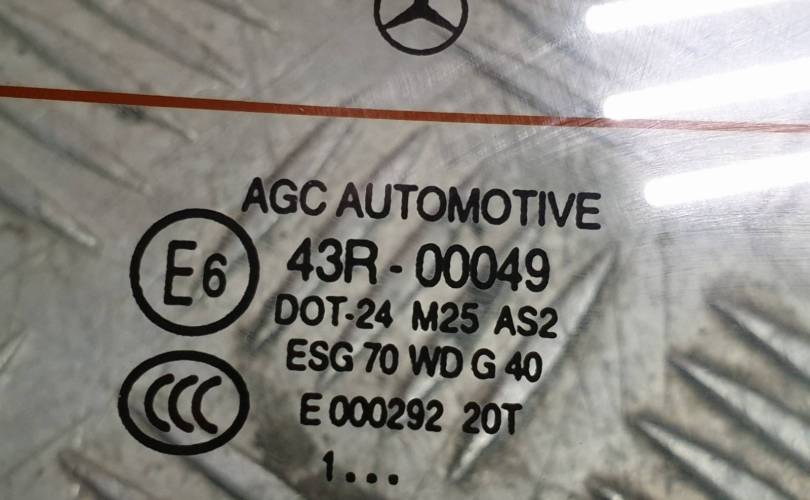 AGC AUTOMOTIVE
E6
43R - 00049
DOT-24 M25 AS2
ESG 70 WD G 40
CCC
E 000292 20T
1...